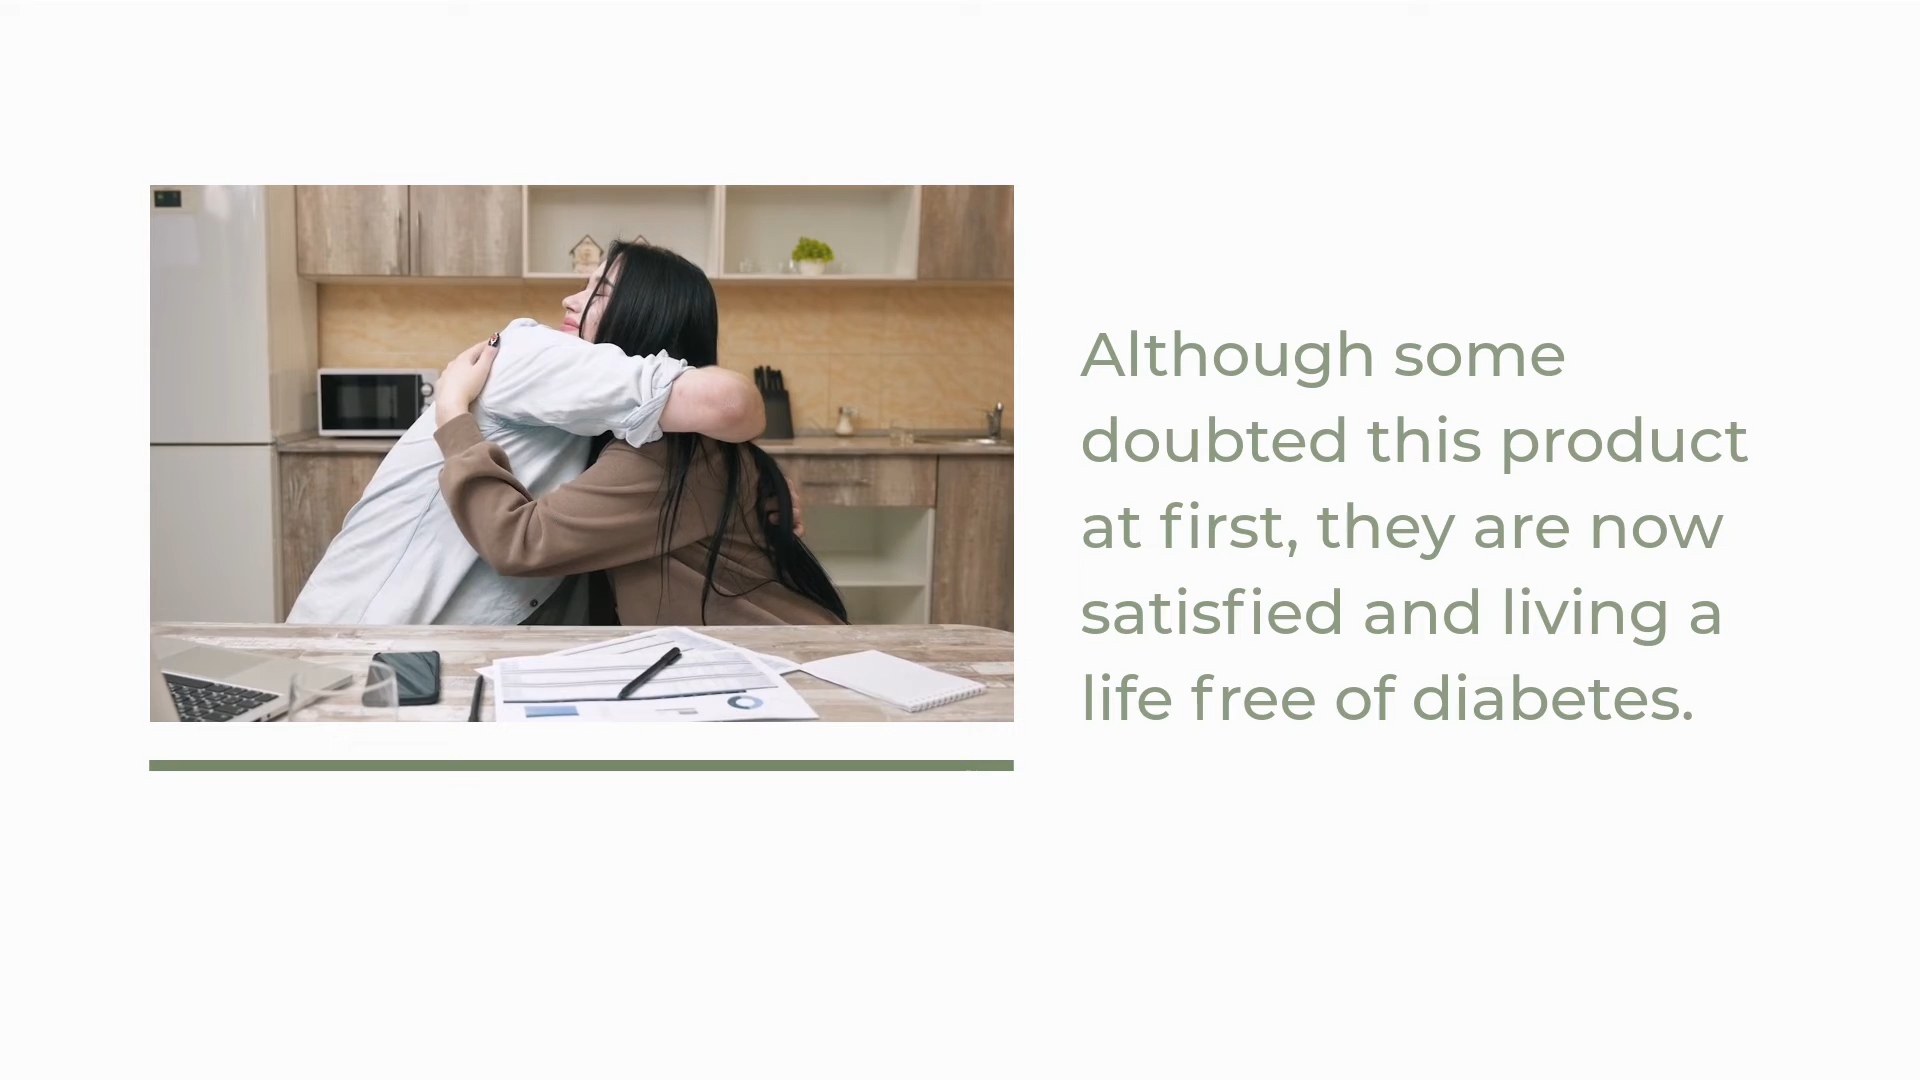 Although some
doubted this product
at first, they are now
satisfied and living a
life free of diabetes.